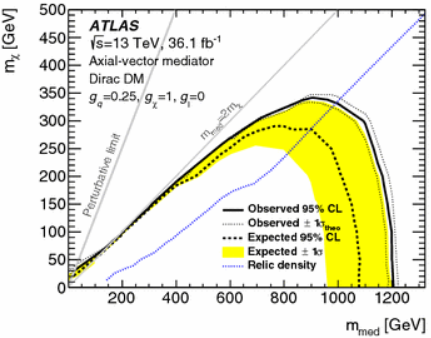 ATLAS
√s=13 TeV, 36.1 fb⁻¹
Axial-vector mediator
Dirac DM
g_q=0.25, g_χ=1, g_l=0
Perturbative limit
m_med=2m_χ
Observed 95% CL
Observed ± 1σ_theo
Expected 95% CL
Expected ± 1σ
Relic density
m_χ [GeV]
500
450
400
350
300
250
200
150
100
50
0
200 400 600 800 1000 1200
m_med [GeV]